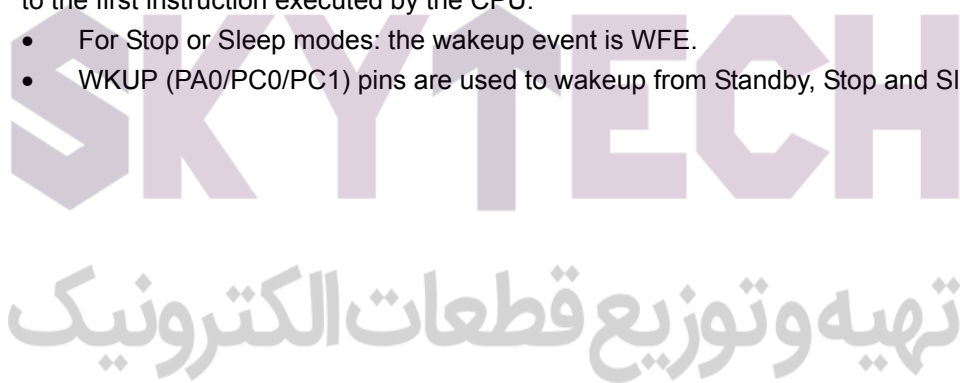 to the first instruction executed by the CPU.
• For Stop or Sleep modes: the wakeup event is WFE.
• WKUP (PA0/PC0/PC1) pins are used to wakeup from Standby, Stop and Sl
SKYTECH
تهیه و توزیع قطعات الکترونیک